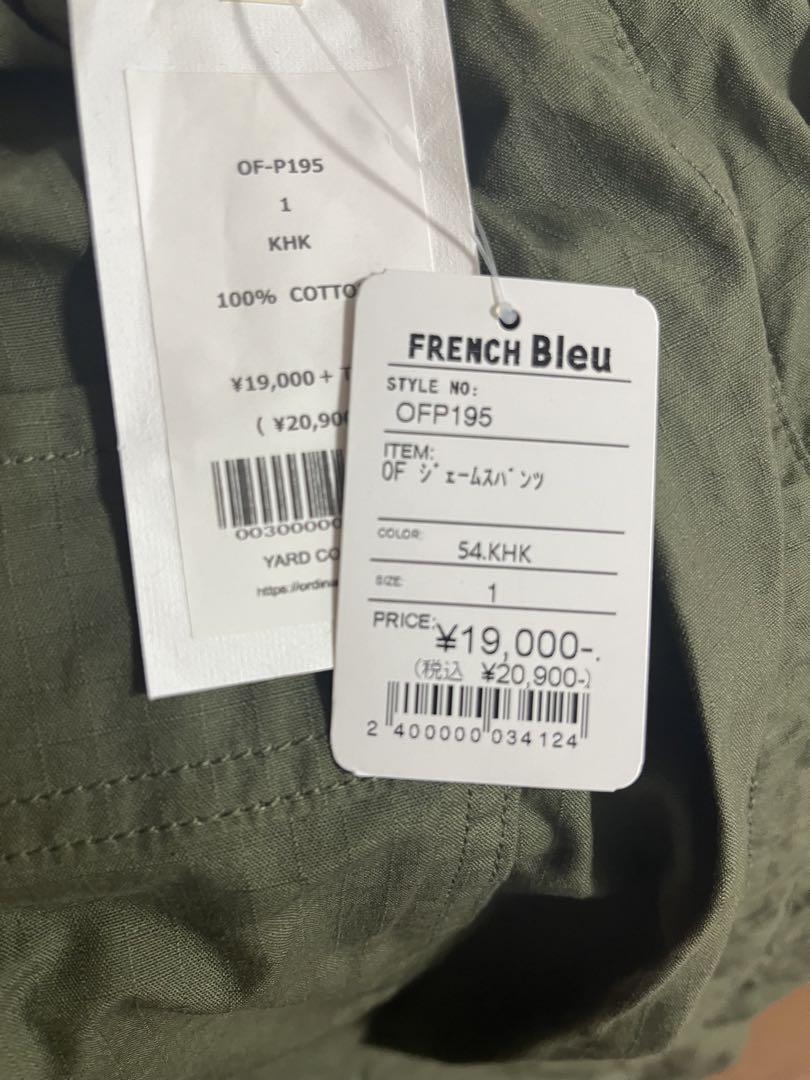 OF-P195
1
KHK
100% COTTO
¥19,000 +
( ¥20,90
00300000
YARD CO
https://ordina
FRENCH Bleu
STYLE NO:
OFP195
ITEM:
OF ジェームスパンツ
COLOR:
54.KHK
SIZE:
1
PRICE:
¥19,000-.
(税込 ¥20,900-)
2 400000 034124